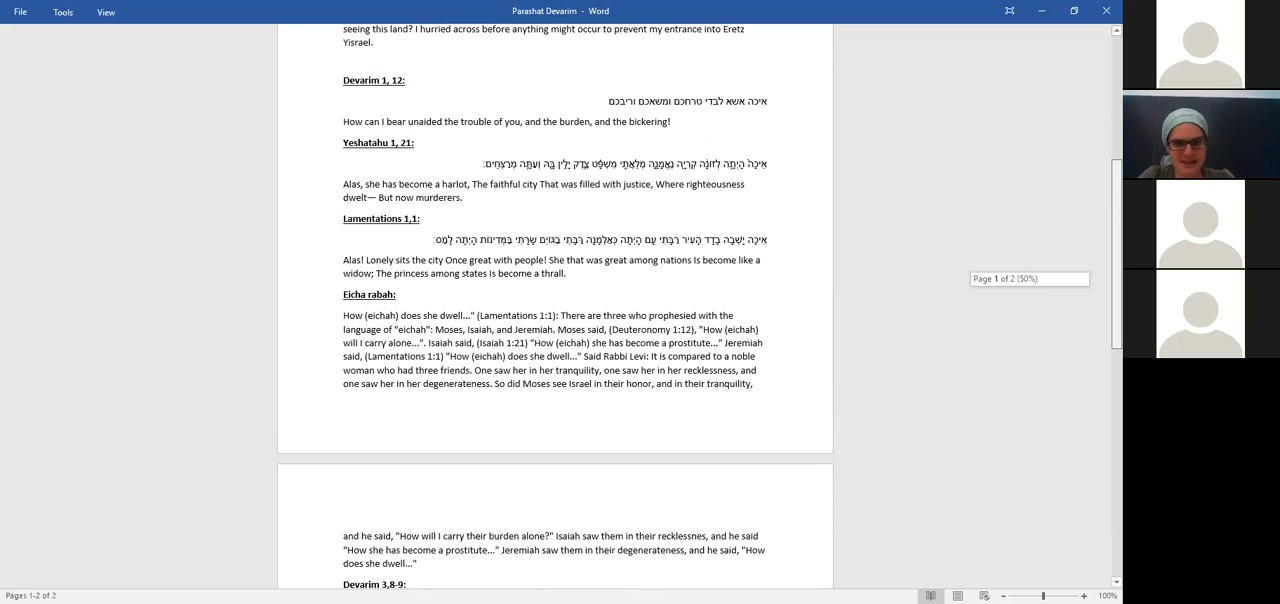 File Tools View Parashat Devarim - Word
seeing this land? I hurried across before anything might occur to prevent my entrance into Eretz
Yisrael.
Devarim 1, 12:
איכה אשא לבדי טרחכם ומשאכם וריבכם
How can I bear unaided the trouble of you, and the burden, and the bickering!
Yeshatahu 1, 21:
אֵיכָה֙ הָיְתָ֣ה לְזוֹנָ֔ה קִרְיָ֖ה נֶאֱמָנָ֑ה מְלֵאֲתִ֣י מִשְׁפָּ֗ט צֶ֛דֶק יָלִ֥ין בָּ֖הּ וְעַתָּ֥ה מְרַצְּחִֽים׃
Alas, she has become a harlot, The faithful city That was filled with justice, Where righteousness
dwelt— But now murderers.
Lamentations 1,1:
אֵיכָה יָשְׁבָה בָדָד הָעִיר רַבָּתִי עָם הָיְתָה כְּאַלְמָנָה רַּבָּתִי בַגּוֹיִם שָׂרָתִי בַּמְּדִינוֹת הָיְתָה לָמַס׃
Alas! Lonely sits the city Once great with people! She that was great among nations Is become like a
widow; The princess among states Is become a thrall.
Page 1 of 2 (50%)
Eicha rabah:
How (eichah) does she dwell..." (Lamentations 1:1): There are three who prophesied with the
language of "eichah": Moses, Isaiah, and Jeremiah. Moses said, (Deuteronomy 1:12), "How (eichah)
will I carry alone...". Isaiah said, (Isaiah 1:21) "How (eichah) she has become a prostitute..." Jeremiah
said, (Lamentations 1:1) "How (eichah) does she dwell..." Said Rabbi Levi: It is compared to a noble
woman who had three friends. One saw her in her tranquility, one saw her in her recklessness, and
one saw her in her degenerateness. So did Moses see Israel in their honor, and in their tranquility,
and he said, "How will I carry their burden alone?" Isaiah saw them in their recklessnes, and he said
"How she has become a prostitute..." Jeremiah saw them in their degenerateness, and he said, "How
does she dwell..."
Devarim 3,8-9:
Pages 1-2 of 2 100%